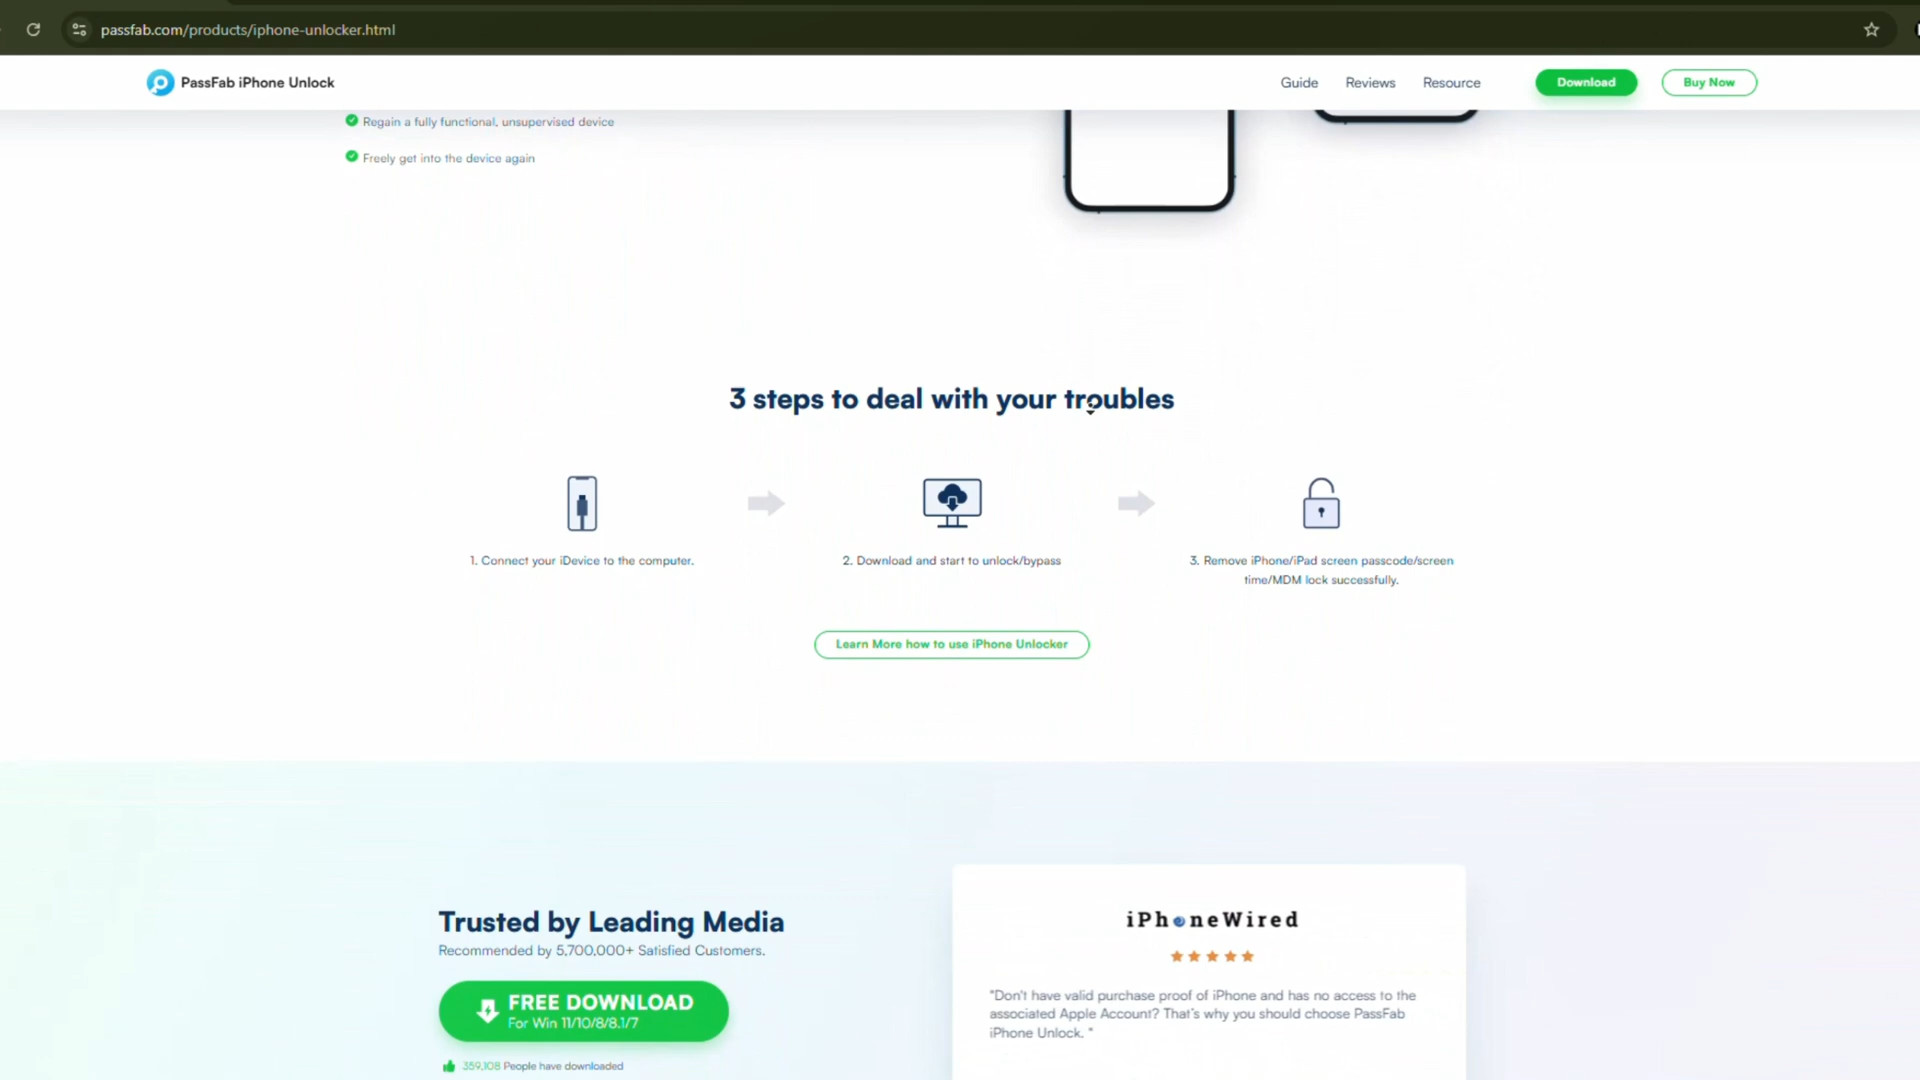 passfab.com/products/iphone-unlocker.html
PassFab iPhone Unlock
Guide
Reviews
Resource
Download
Buy Now
Regain a fully functional, unsupervised device
Freely get into the device again
3 steps to deal with your troubles
1. Connect your iDevice to the computer.
2. Download and start to unlock/bypass
3. Remove iPhone/iPad screen passcode/screen
time/MDM lock successfully.
Learn More how to use iPhone Unlocker
Trusted by Leading Media
Recommended by 5,700,000+ Satisfied Customers.
FREE DOWNLOAD
For Win 11/10/8/8.1/7
359,108 People have downloaded
iPhoneWired
"Don't have valid purchase proof of iPhone and has no access to the
associated Apple Account? That's why you should choose PassFab
iPhone Unlock. "